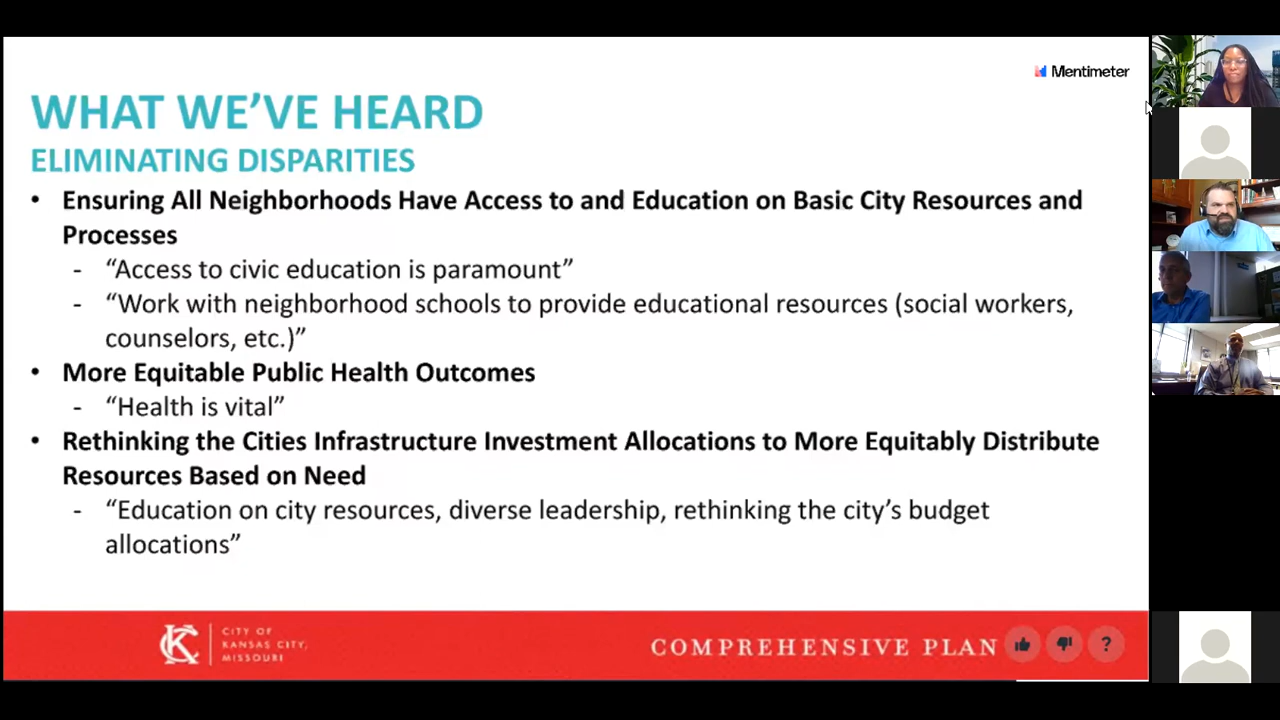 Mentimeter
WHAT WE'VE HEARD
ELIMINATING DISPARITIES
• Ensuring All Neighborhoods Have Access to and Education on Basic City Resources and
Processes
- “Access to civic education is paramount”
- “Work with neighborhood schools to provide educational resources (social workers,
counselors, etc.)”
• More Equitable Public Health Outcomes
- “Health is vital”
• Rethinking the Cities Infrastructure Investment Allocations to More Equitably Distribute
Resources Based on Need
- “Education on city resources, diverse leadership, rethinking the city’s budget
allocations”
KC
CITY OF
KANSAS CITY,
MISSOURI
COMPREHENSIVE PLAN
?